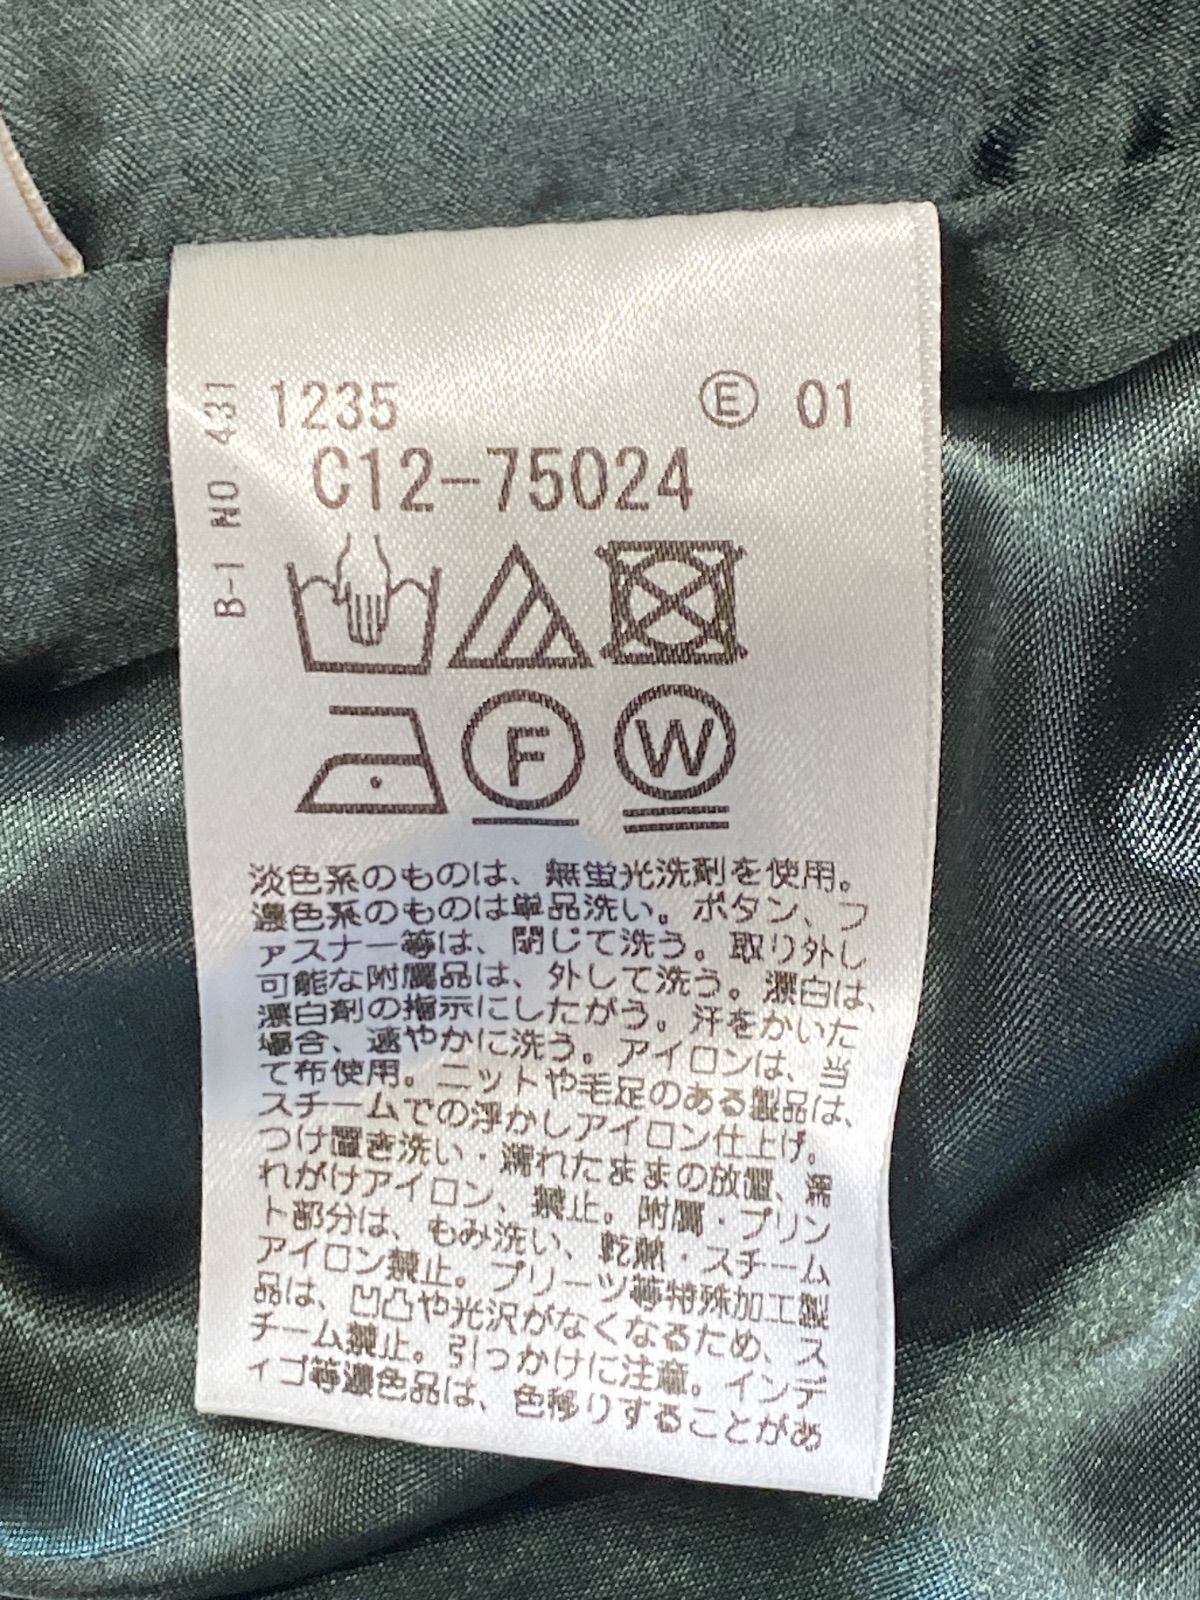 1235 Ⓔ 01
C12-75024
B-1 NO. 431
F
W
淡色系のものは、無蛍光洗剤を使用。
濃色系のものは単品洗い。ボタン、フ
ァスナー等は、閉じて洗う。取り外し
可能な附属品は、外して洗う。漂白は、
漂白剤の指示にしたがう。汗をかいた
場合、速やかに洗う。アイロンは、当
て布使用。ニットや毛足のある製品は、
スチームでの浮かしアイロン仕上げ。
つけ置き洗い・濡れたままの放置、濡
れがけアイロン、禁止。附属・プリン
ト部分は、もみ洗い、乾熱・スチーム
アイロン禁止。プリーツ等特殊加工製
品は、凹凸や光沢がなくなるため、ス
チーム禁止。引っかけに注意。インデ
ィゴ等濃色品は、色移りすることがあ